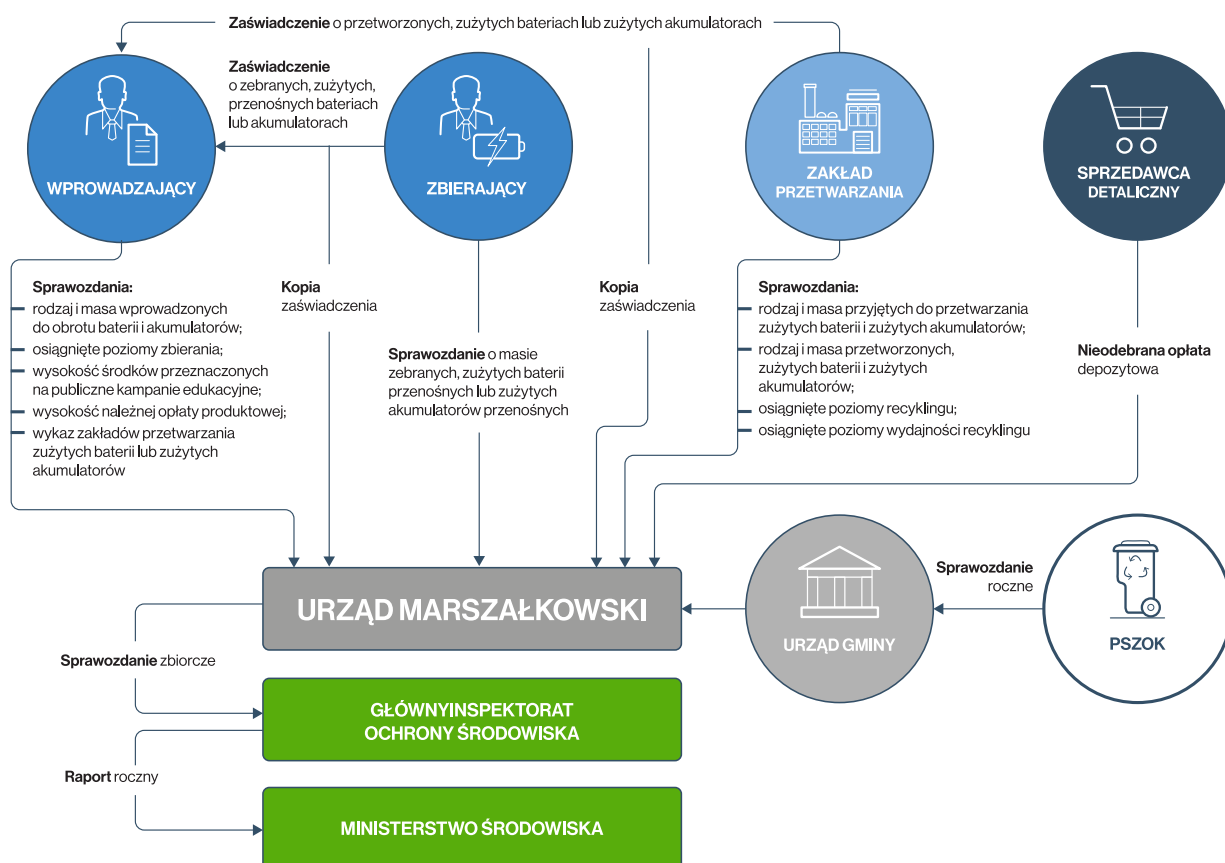 Zaświadczenie o przetworzonych, zużytych bateriach lub zużytych akumulatorach
Zaświadczenie
o zebranych, zużytych,
przenośnych bateriach
lub akumulatorach
WPROWADZAJĄCY
ZBIERAJĄCY
ZAKŁAD
PRZETWARZANIA
SPRZEDAWCA
DETALICZNY
Sprawozdania:
rodzaj i masa wprowadzonych
do obrotu baterii i akumulatorów;
osiągnięte poziomy zbierania;
wysokość środków przeznaczonych
na publiczne kampanie edukacyjne;
wysokość należnej opłaty produktowej;
wykaz zakładów przetwarzania
zużytych baterii lub zużytych
akumulatorów
Kopia
zaświadczenia
Sprawozdanie o masie
zebranych, zużytych baterii
przenośnych lub zużytych
akumulatorów przenośnych
Kopia
zaświadczenia
Sprawozdania:
rodzaj i masa przyjętych do przetwarzania
zużytych baterii i zużytych akumulatorów;
rodzaj i masa przetworzonych,
zużytych baterii i zużytych
akumulatorów;
osiągnięte poziomy recyklingu;
osiągnięte poziomy wydajności recyklingu
Nieodebrana opłata
depozytowa
URZĄD MARSZAŁKOWSKI
URZĄD GMINY
Sprawozdanie
roczne
PSZOK
Sprawozdanie zbiorcze
GŁÓWNYINSPEKTORAT
OCHRONY ŚRODOWISKA
Raport roczny
MINISTERSTWO ŚRODOWISKA